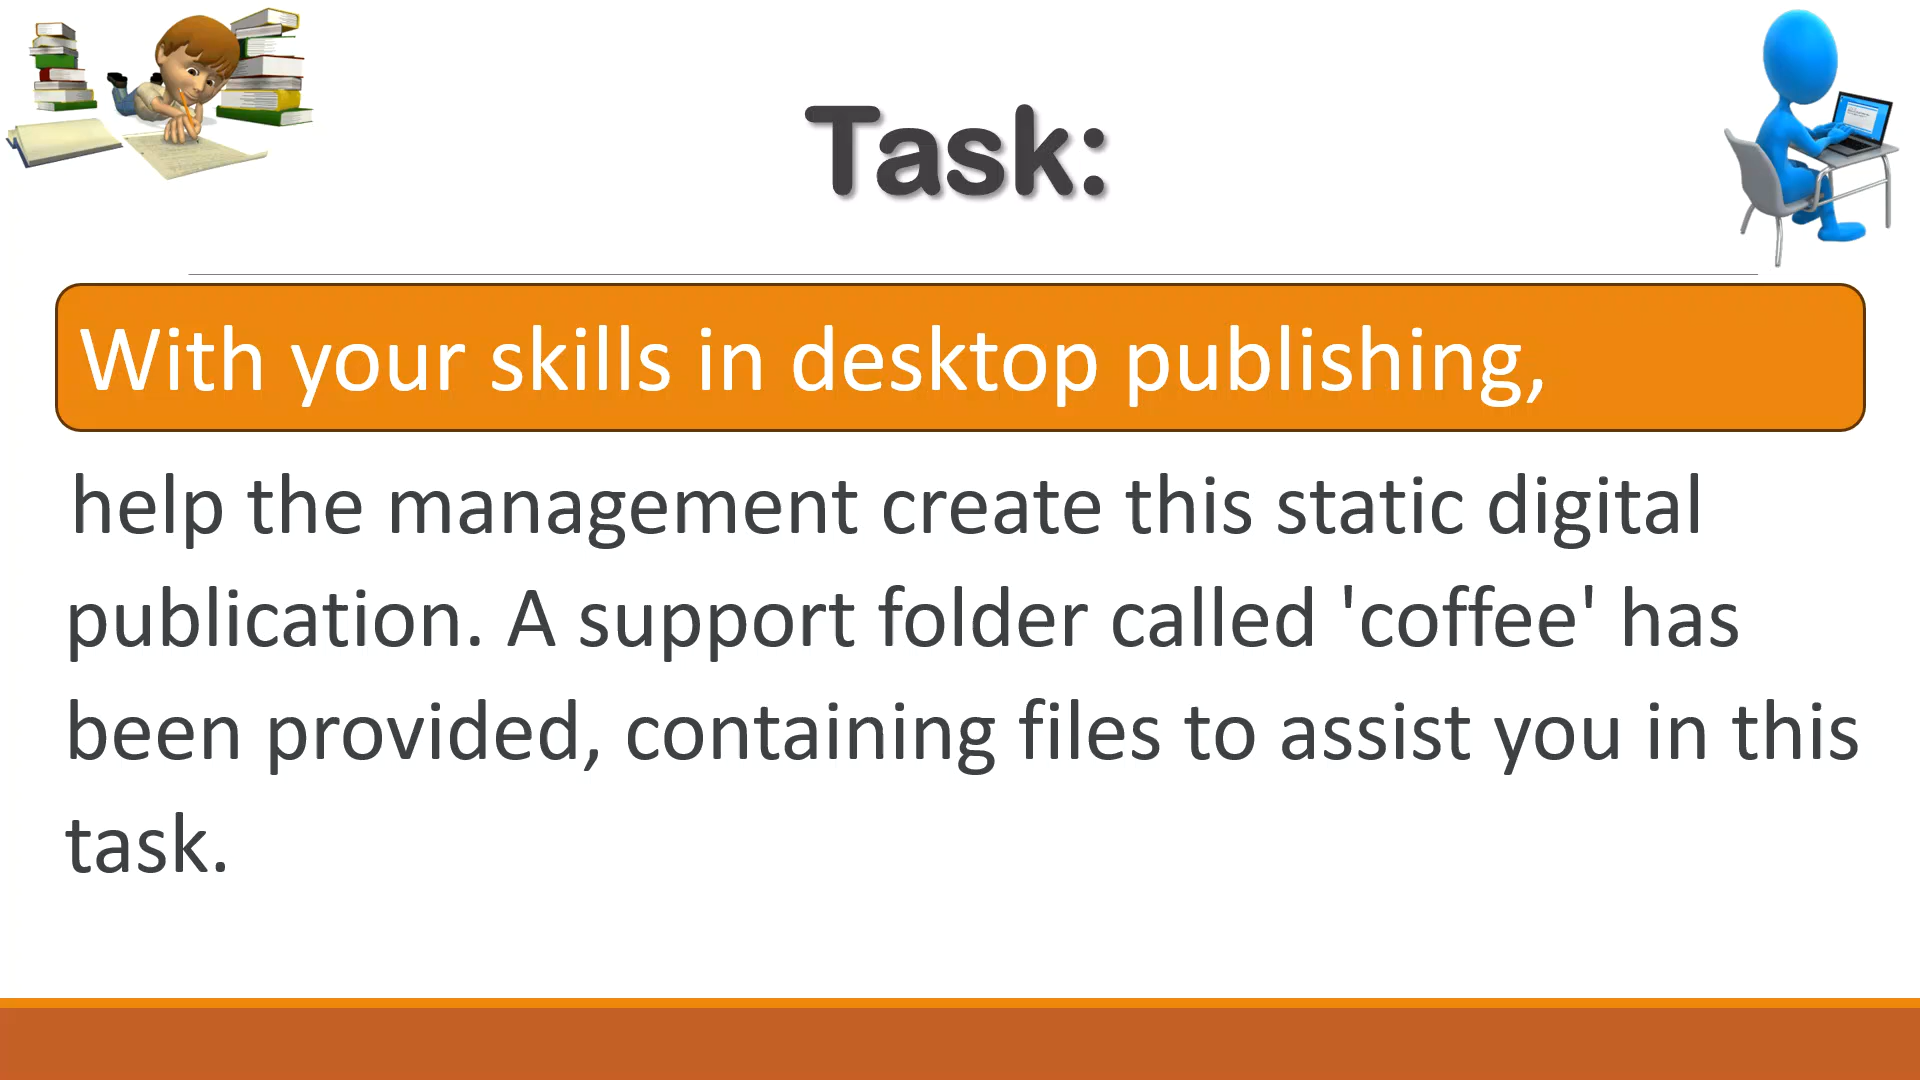 Task:
With your skills in desktop publishing,
help the management create this static digital
publication. A support folder called 'coffee' has
been provided, containing files to assist you in this
task.